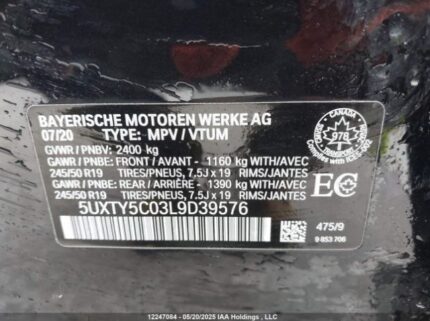 BAYERISCHE MOTOREN WERKE AG
07/20 TYPE: MPV / VTUM
GVWR / PNBV: 2400 kg
GAWR / PNBE: FRONT / AVANT - 1160 kg WITH/AVEC
245/50 R19 TIRES/PNEUS, 7.5J x 19 RIMS/JANTES
GAWR / PNBE: REAR / ARRIÈRE - 1390 kg WITH/AVEC
245/50 R19 TIRES/PNEUS, 7.5J x 19 RIMS/JANTES
5UXTY5C03L9D39576
CANADA
978
EC
475/9
9 853 706
12247084 - 05/20/2025 IAA Holdings, LLC